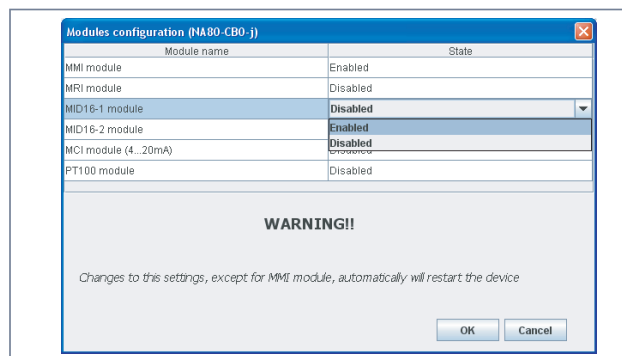 Modules configuration (NA80-CB0-j)
Module name State
MMI module Enabled
MRI module Disabled
MID16-1 module Disabled
MID16-2 module Enabled
Disabled
MCI module (4...20mA)
PT100 module Disabled
WARNING!!
Changes to this settings, except for MMI module, automatically will restart the device
OK Cancel